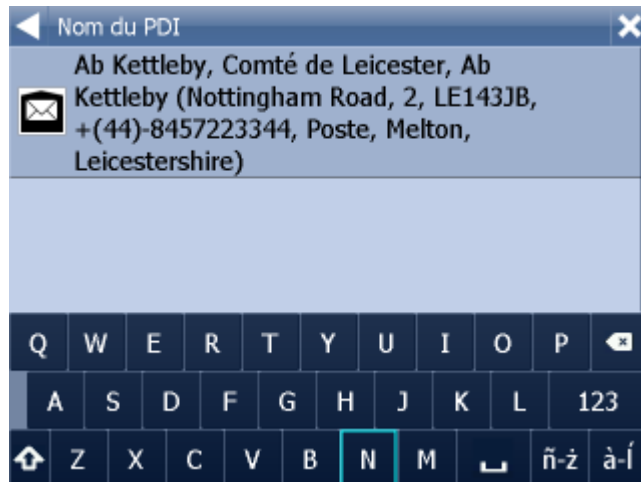 Nom du PDI
Ab Kettleby, Comté de Leicester, Ab
Kettleby (Nottingham Road, 2, LE143JB,
+(44)-8457223344, Poste, Melton,
Leicestershire)
Q W E R T Y U I O P
A S D F G H J K L 123
Z X C V B N M ñ-ż à-Í